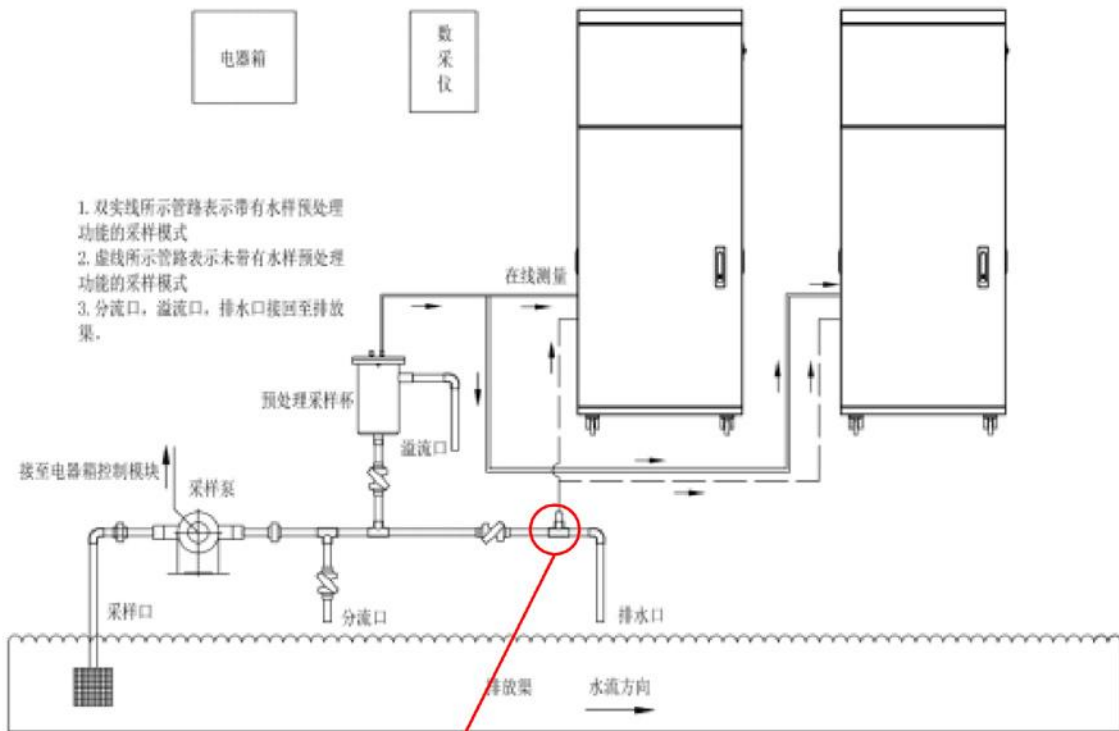 电器箱
数采仪
1.双实线所示管路表示带有水样预处理
功能的采样模式
2.虚线所示管路表示未带有水样预处理
功能的采样模式
3.分流口，溢流口，排水口接回至排放
渠。
在线测量
预处理采样杯
溢流口
接至电器箱控制模块
采样泵
采样口
分流口
排水口
排放渠
水流方向